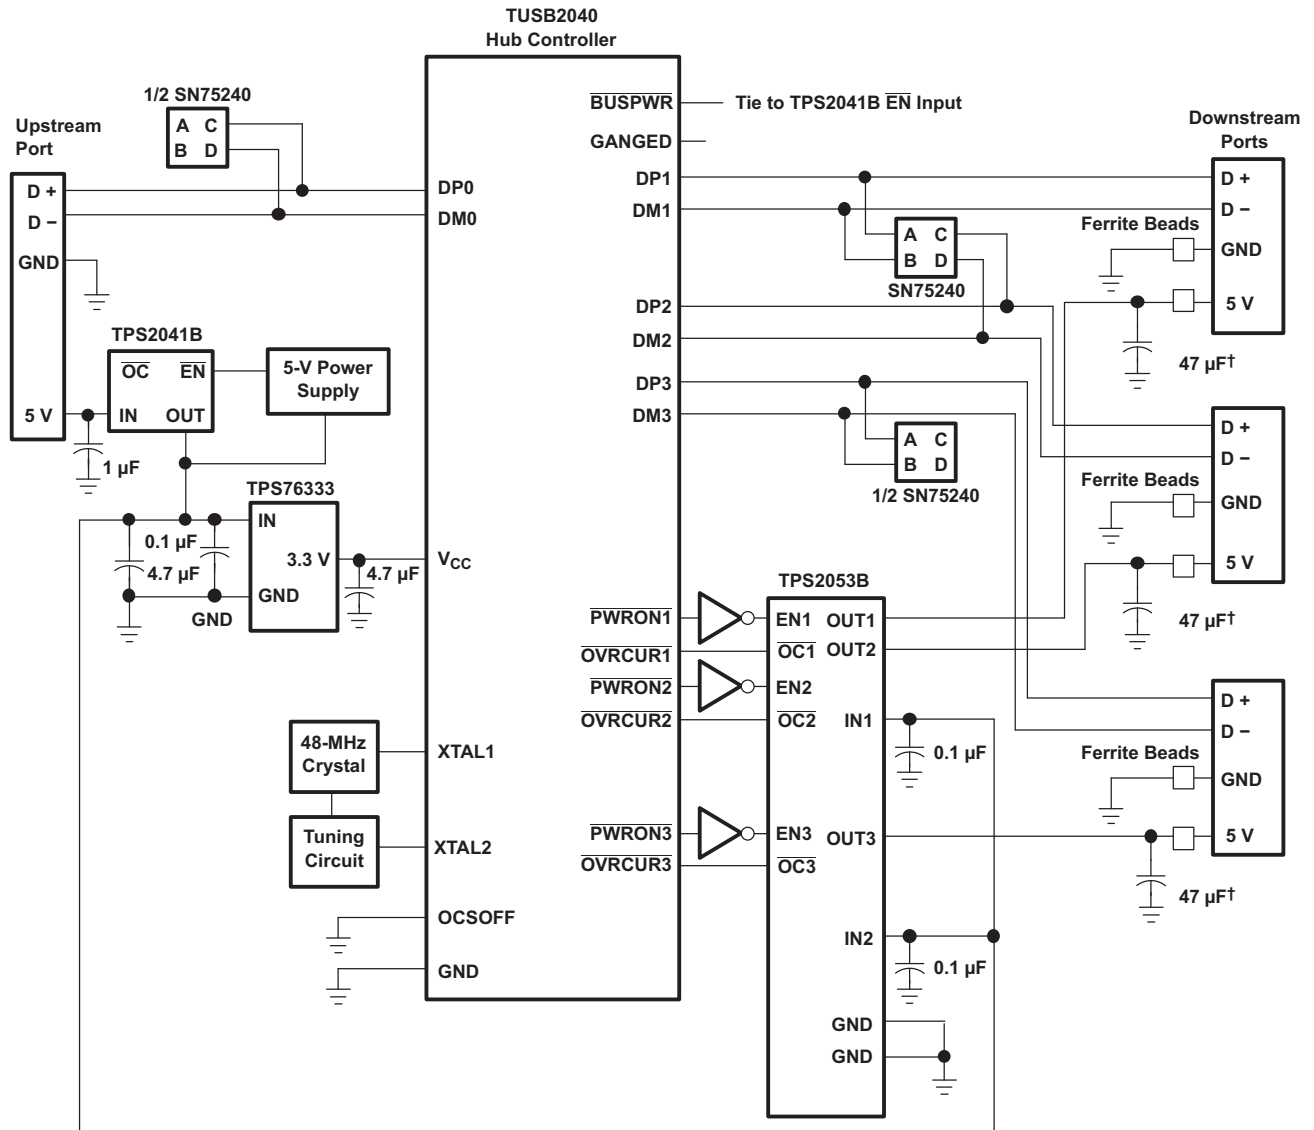 TUSB2040
Hub Controller
1/2 SN75240
A C
B D
Upstream
Port
D +
D −
GND
5 V
DP0
DM0
BUSPWR
Tie to TPS2041B EN Input
GANGED
DP1
DM1
DP2
DM2
DP3
DM3
A C
B D
SN75240
A C
B D
1/2 SN75240
Downstream
Ports
D +
D −
Ferrite Beads
GND
5 V
47 µF†
D +
D −
Ferrite Beads
GND
5 V
47 µF†
D +
D −
Ferrite Beads
GND
5 V
47 µF†
TPS2041B
OC EN
IN OUT
5-V Power
Supply
1 µF
TPS76333
IN
3.3 V
GND
0.1 µF
4.7 µF
GND
4.7 µF
VCC
PWRON1
OVRCUR1
PWRON2
OVRCUR2
PWRON3
OVRCUR3
TPS2053B
EN1 OUT1
OC1 OUT2
EN2
OC2 IN1
EN3 OUT3
OC3
IN2
GND
GND
0.1 µF
0.1 µF
48-MHz
Crystal
XTAL1
Tuning
Circuit
XTAL2
OCSOFF
GND